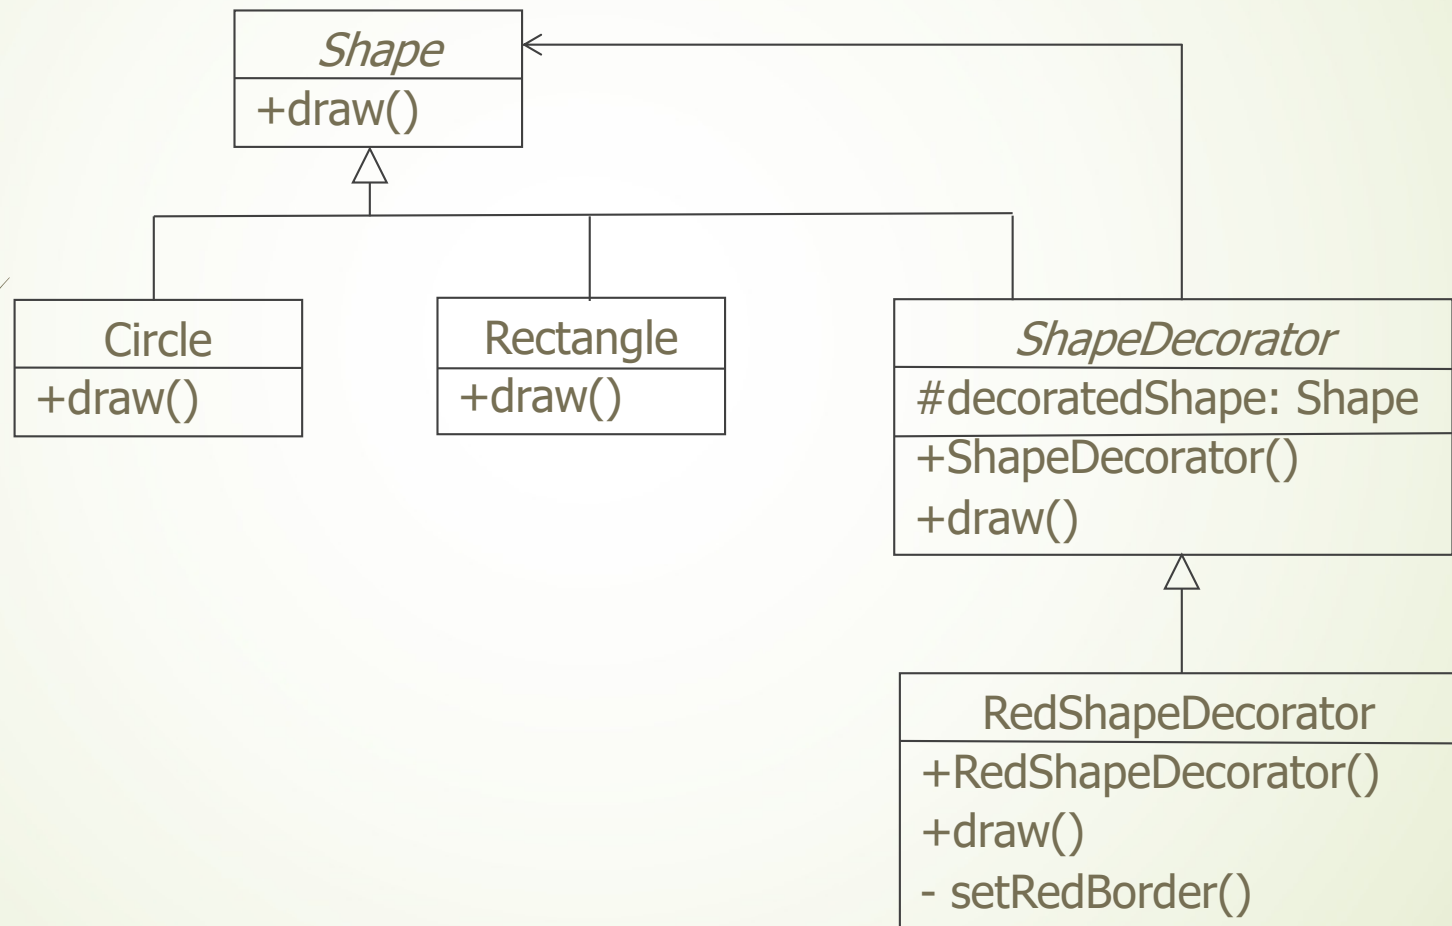 Shape
+draw()
Circle
+draw()
Rectangle
+draw()
ShapeDecorator
#decoratedShape: Shape
+ShapeDecorator()
+draw()
RedShapeDecorator
+RedShapeDecorator()
+draw()
- setRedBorder()